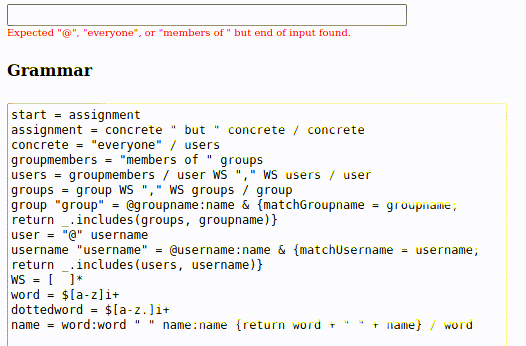 Expected "@", "everyone", or "members of " but end of input found.
Grammar
start = assignment
assignment = concrete " but " concrete / concrete
concrete = "everyone" / users
groupmembers = "members of " groups
users = groupmembers / user WS "," WS users / user
groups = group WS "," WS groups / group
group "group" = @groupname:name & {matchGroupname = groupname;
return _.includes(groups, groupname)}
user = "@" username
username "username" = @username:name & {matchUsername = username;
return _.includes(users, username)}
WS = [  ]*
word = $[a-z]i+
dottedword = $[a-z.]i+
name = word:word " " name:name {return word + " " + name} / word